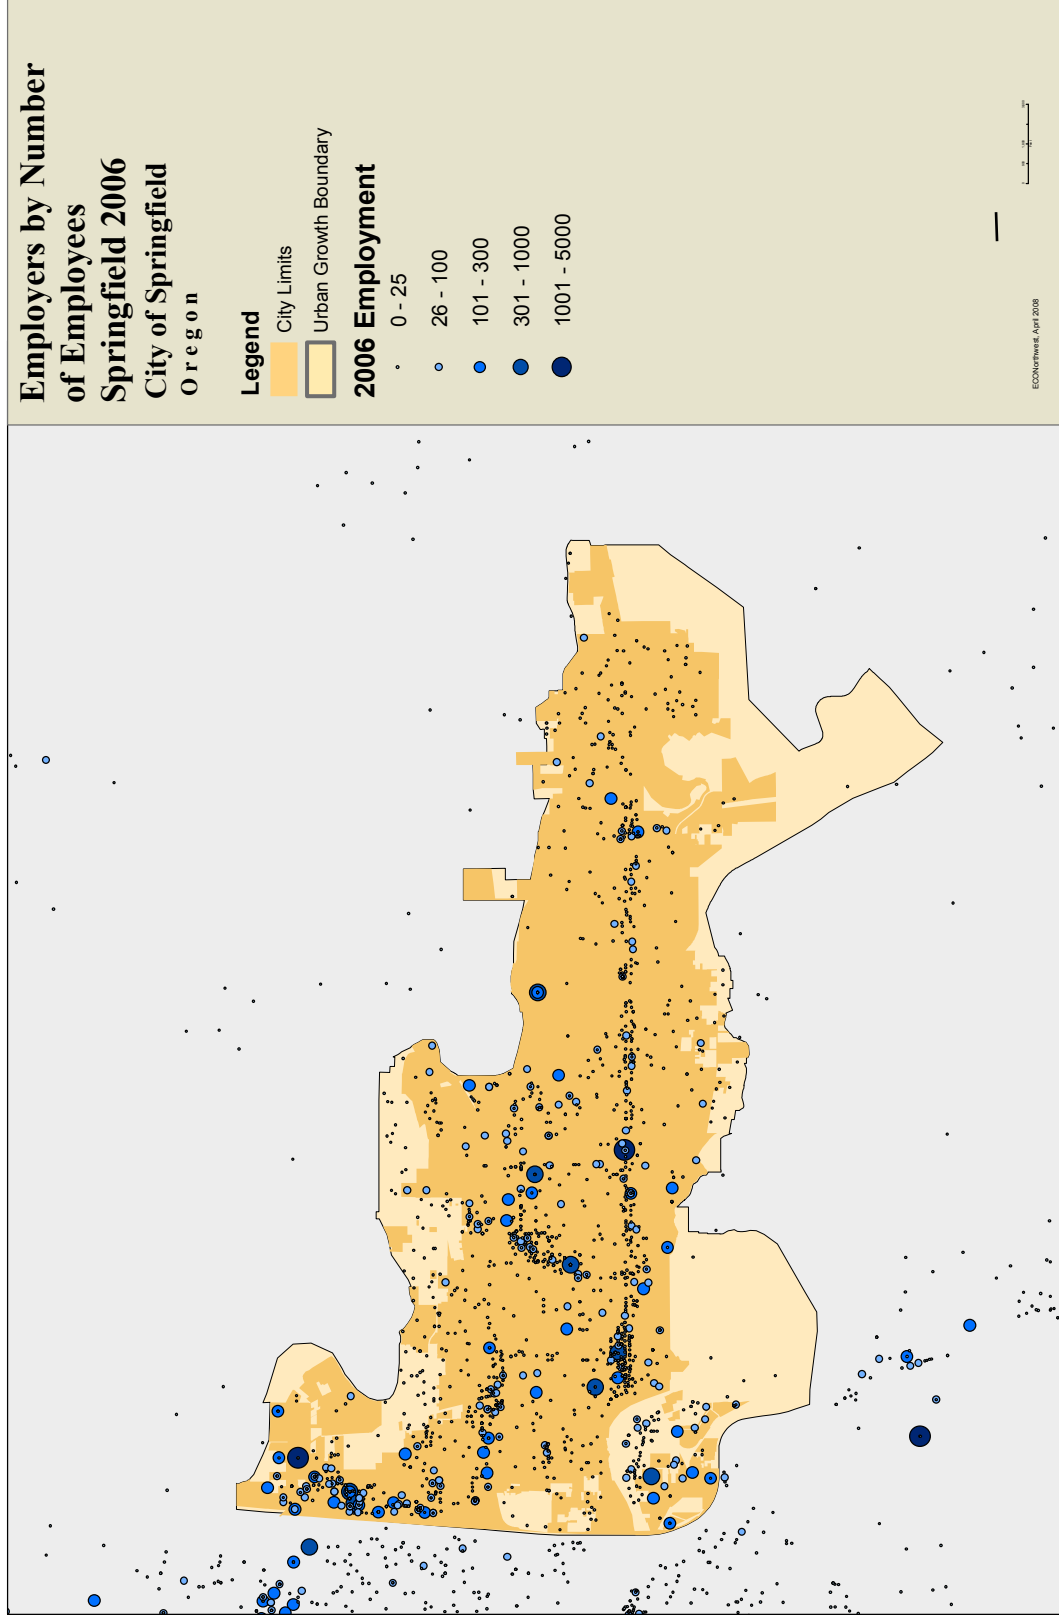 Employers by Number
of Employees
Springfield 2006
City of Springfield
Oregon
Legend
City Limits
Urban Growth Boundary
2006 Employment
0 - 25
26 - 100
101 - 300
301 - 1000
1001 - 5000
ECONorthwest, April 2008